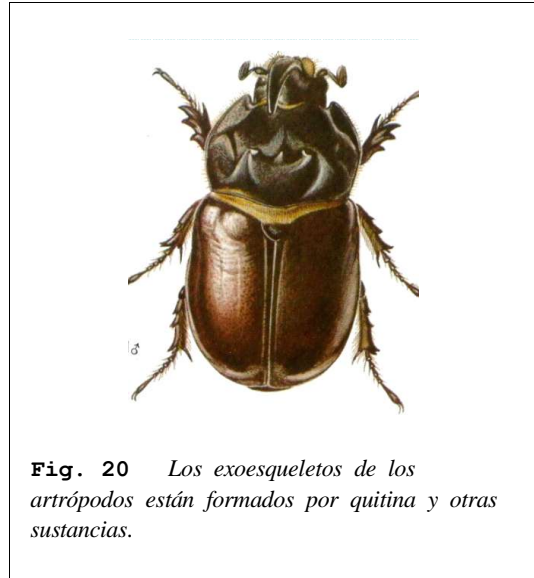 ♂
Fig. 20 Los exoesqueletos de los
artrópodos están formados por quitina y otras
sustancias.